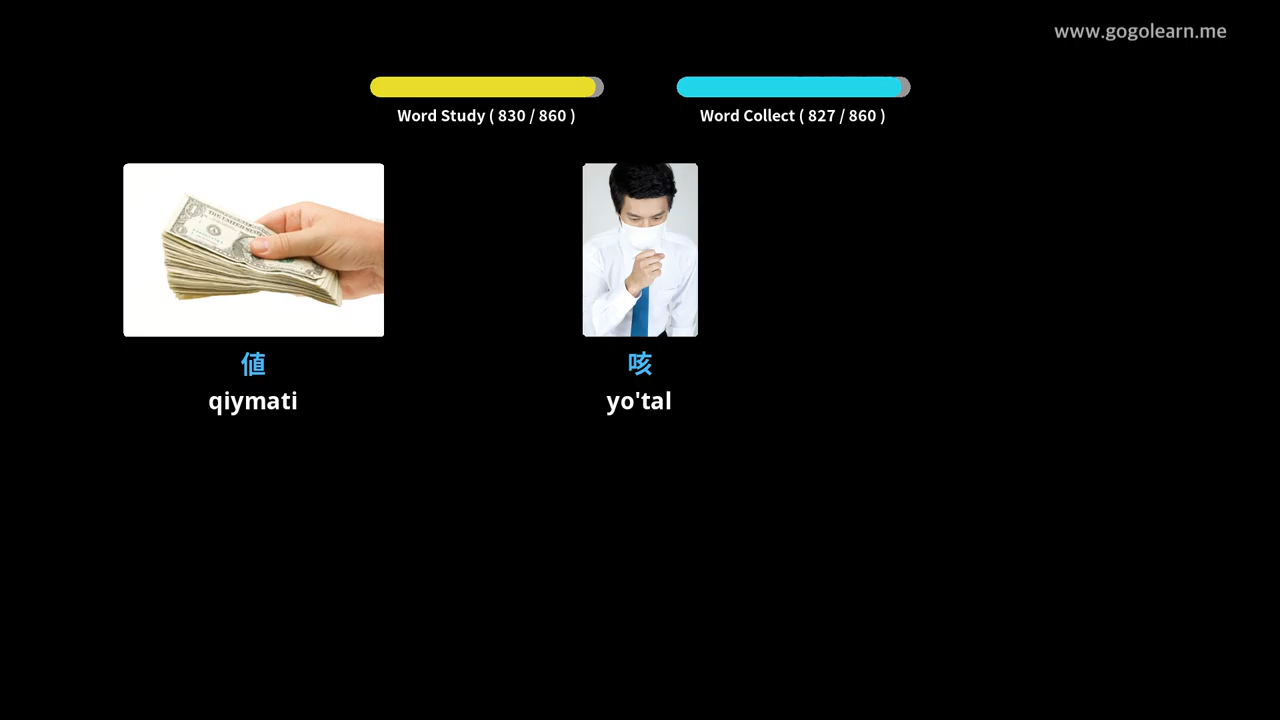 www.gogolearn.me
Word Study ( 830 / 860 )
Word Collect ( 827 / 860 )
値
qiymati
咳
yo'tal